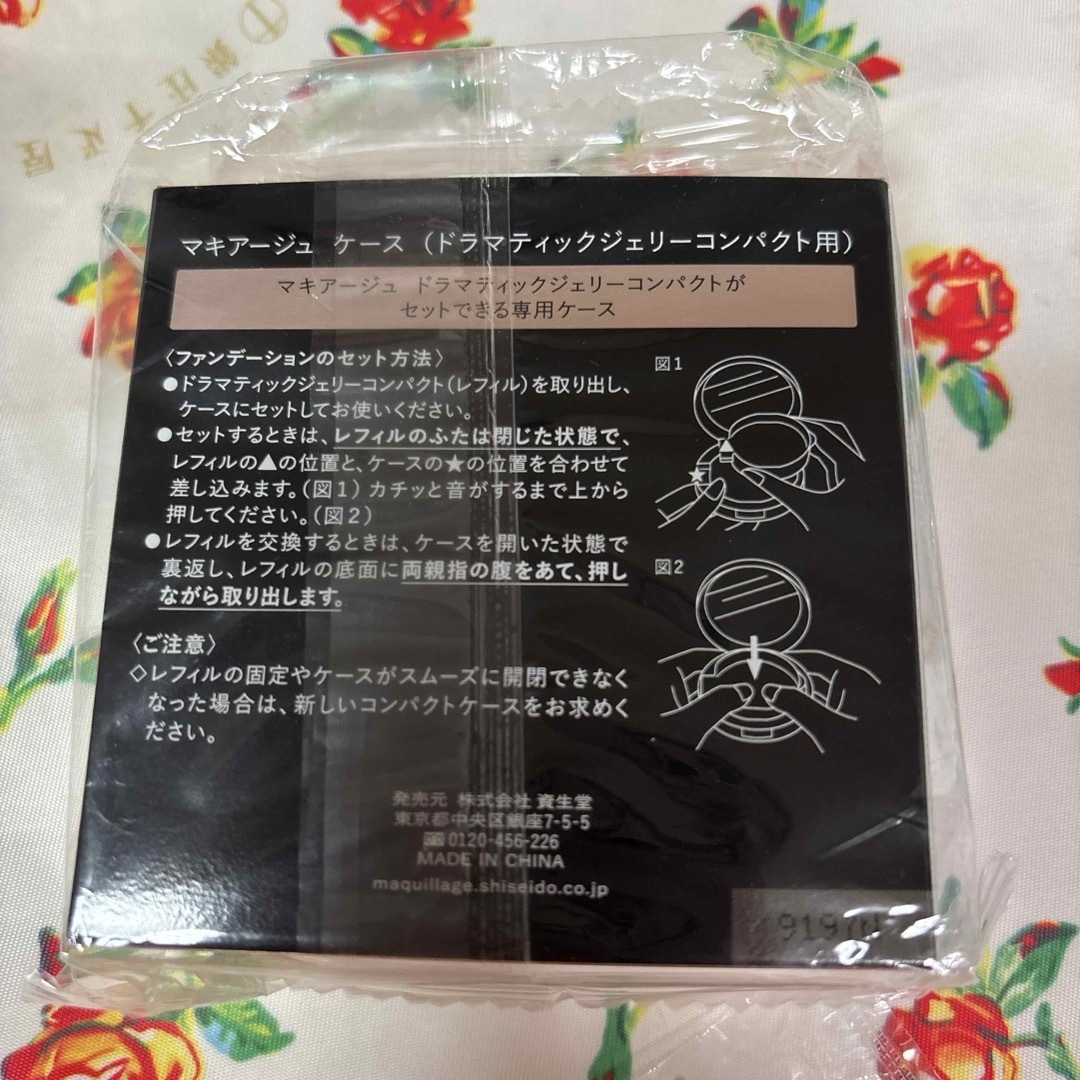 マキアージュ ケース（ドラマティックジェリーコンパクト用）
マキアージュ ドラマティックジェリーコンパクトが
セットできる専用ケース
〈ファンデーションのセット方法〉
●ドラマティックジェリーコンパクト（レフィル）を取り出し、
ケースにセットしてお使いください。
●セットするときは、レフィルのふたは閉じた状態で、
レフィルの▲の位置と、ケースの★の位置を合わせて
差し込みます。（図1）カチッと音がするまで上から
押してください。（図2）
●レフィルを交換するときは、ケースを開いた状態で
裏返し、レフィルの底面に両親指の腹をあて、押し
ながら取り出します。
〈ご注意〉
◇レフィルの固定やケースがスムーズに開閉できなく
なった場合は、新しいコンパクトケースをお求めく
ださい。
図1
▲
★
図2
発売元 株式会社 資生堂
東京都中央区銀座7-5-5
0120-456-226
MADE IN CHINA
maquillage.shiseido.co.jp